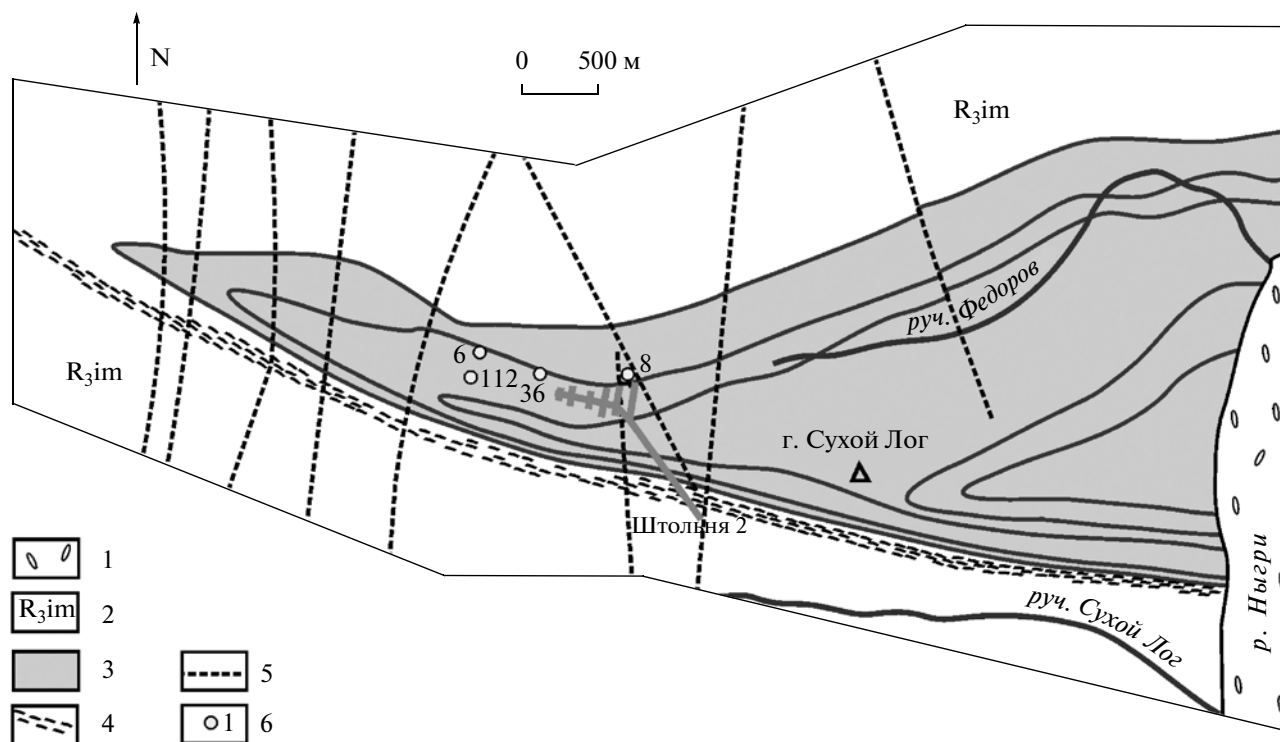 N
0 500 м
R₃im
руч. Федоров
6
8
R₃im
112
36
г. Сухой Лог
Штольня 2
р. Ныгри
руч. Сухой Лог
1
R₃im 2
3
5
4
1 6